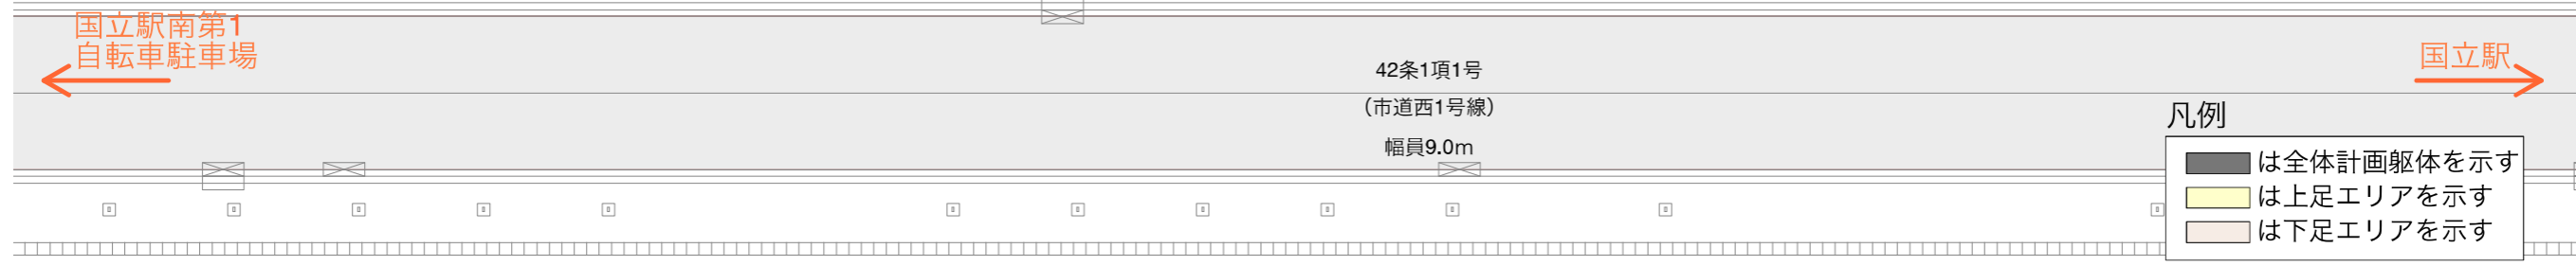 国立駅南第1
自転車駐車場
国立駅
42条1項1号
（市道西1号線）
幅員9.0m
凡例
は全体計画躯体を示す
は上足エリアを示す
は下足エリアを示す